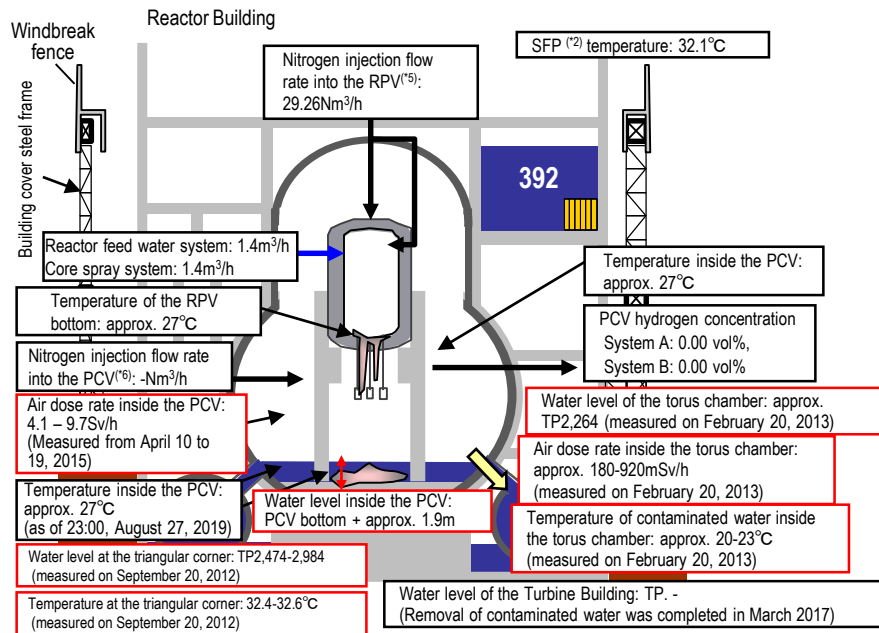 Reactor Building
Windbreak
fence
Building cover steel frame
Nitrogen injection flow
rate into the RPV(*5):
29.26Nm3/h
SFP (*2) temperature: 32.1℃
392
Reactor feed water system: 1.4m3/h
Core spray system: 1.4m3/h
Temperature of the RPV
bottom: approx. 27℃
Nitrogen injection flow rate
into the PCV(*6): -Nm3/h
Air dose rate inside the PCV:
4.1 – 9.7Sv/h
(Measured from April 10 to
19, 2015)
Temperature inside the PCV:
approx. 27℃
(as of 23:00, August 27, 2019)
Water level at the triangular corner: TP2,474-2,984
(measured on September 20, 2012)
Temperature at the triangular corner: 32.4-32.6℃
(measured on September 20, 2012)
Water level inside the PCV:
PCV bottom + approx. 1.9m
Temperature inside the PCV:
approx. 27℃
PCV hydrogen concentration
System A: 0.00 vol%,
System B: 0.00 vol%
Water level of the torus chamber: approx.
TP2,264 (measured on February 20, 2013)
Air dose rate inside the torus chamber:
approx. 180-920mSv/h
(measured on February 20, 2013)
Temperature of contaminated water inside
the torus chamber: approx. 20-23℃
(measured on February 20, 2013)
Water level of the Turbine Building: TP. -
(Removal of contaminated water was completed in March 2017)